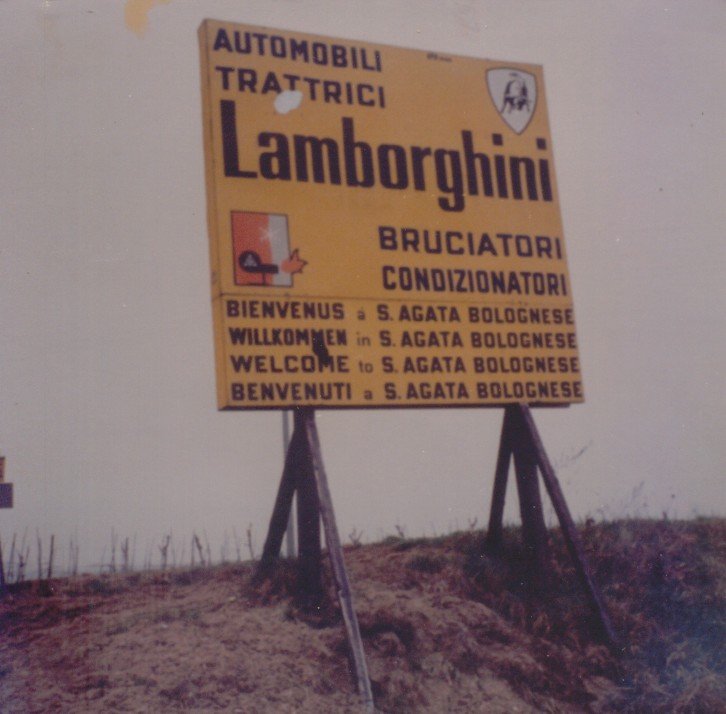 AUTOMOBILI
TRATTRICI
Lamborghini
BRUCIATORI
CONDIZIONATORI
BIENVENUS à S. AGATA BOLOGNESE
WILLKOMMEN in S. AGATA BOLOGNESE
WELCOME to S. AGATA BOLOGNESE
BENVENUTI a S. AGATA BOLOGNESE